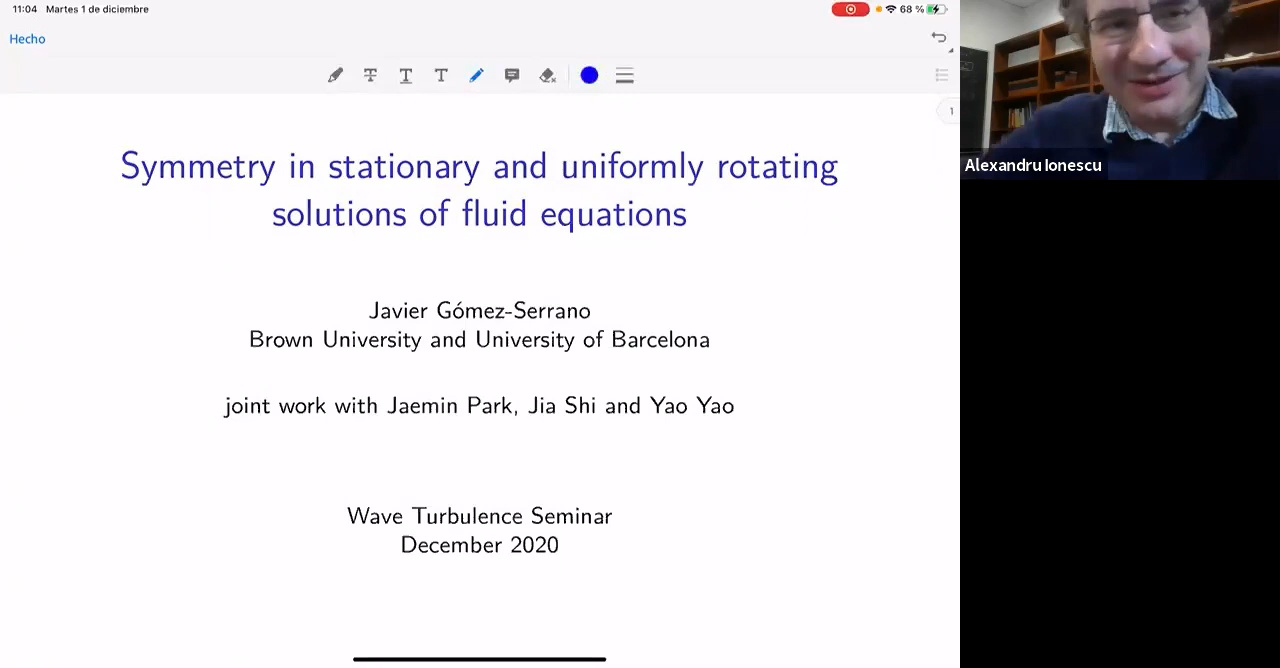 11:04 Martes 1 de diciembre
68 %
Hecho
T T T
1
Symmetry in stationary and uniformly rotating
solutions of fluid equations
Javier Gómez-Serrano
Brown University and University of Barcelona
joint work with Jaemin Park, Jia Shi and Yao Yao
Wave Turbulence Seminar
December 2020
Alexandru Ionescu